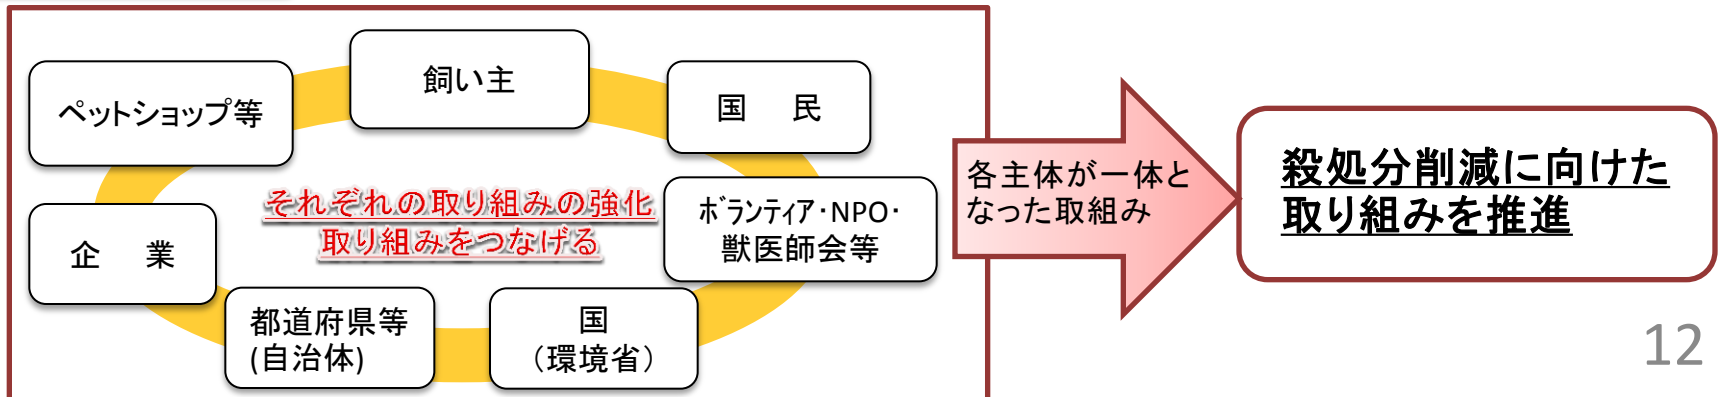 飼い主
ペットショップ等
国　民
それぞれの取り組みの強化
取り組みをつなげる
ﾎﾞランティア･NPO･
獣医師会等
企　業
都道府県等
(自治体)
国
（環境省）
各主体が一体と
なった取組み
殺処分削減に向けた
取り組みを推進
12